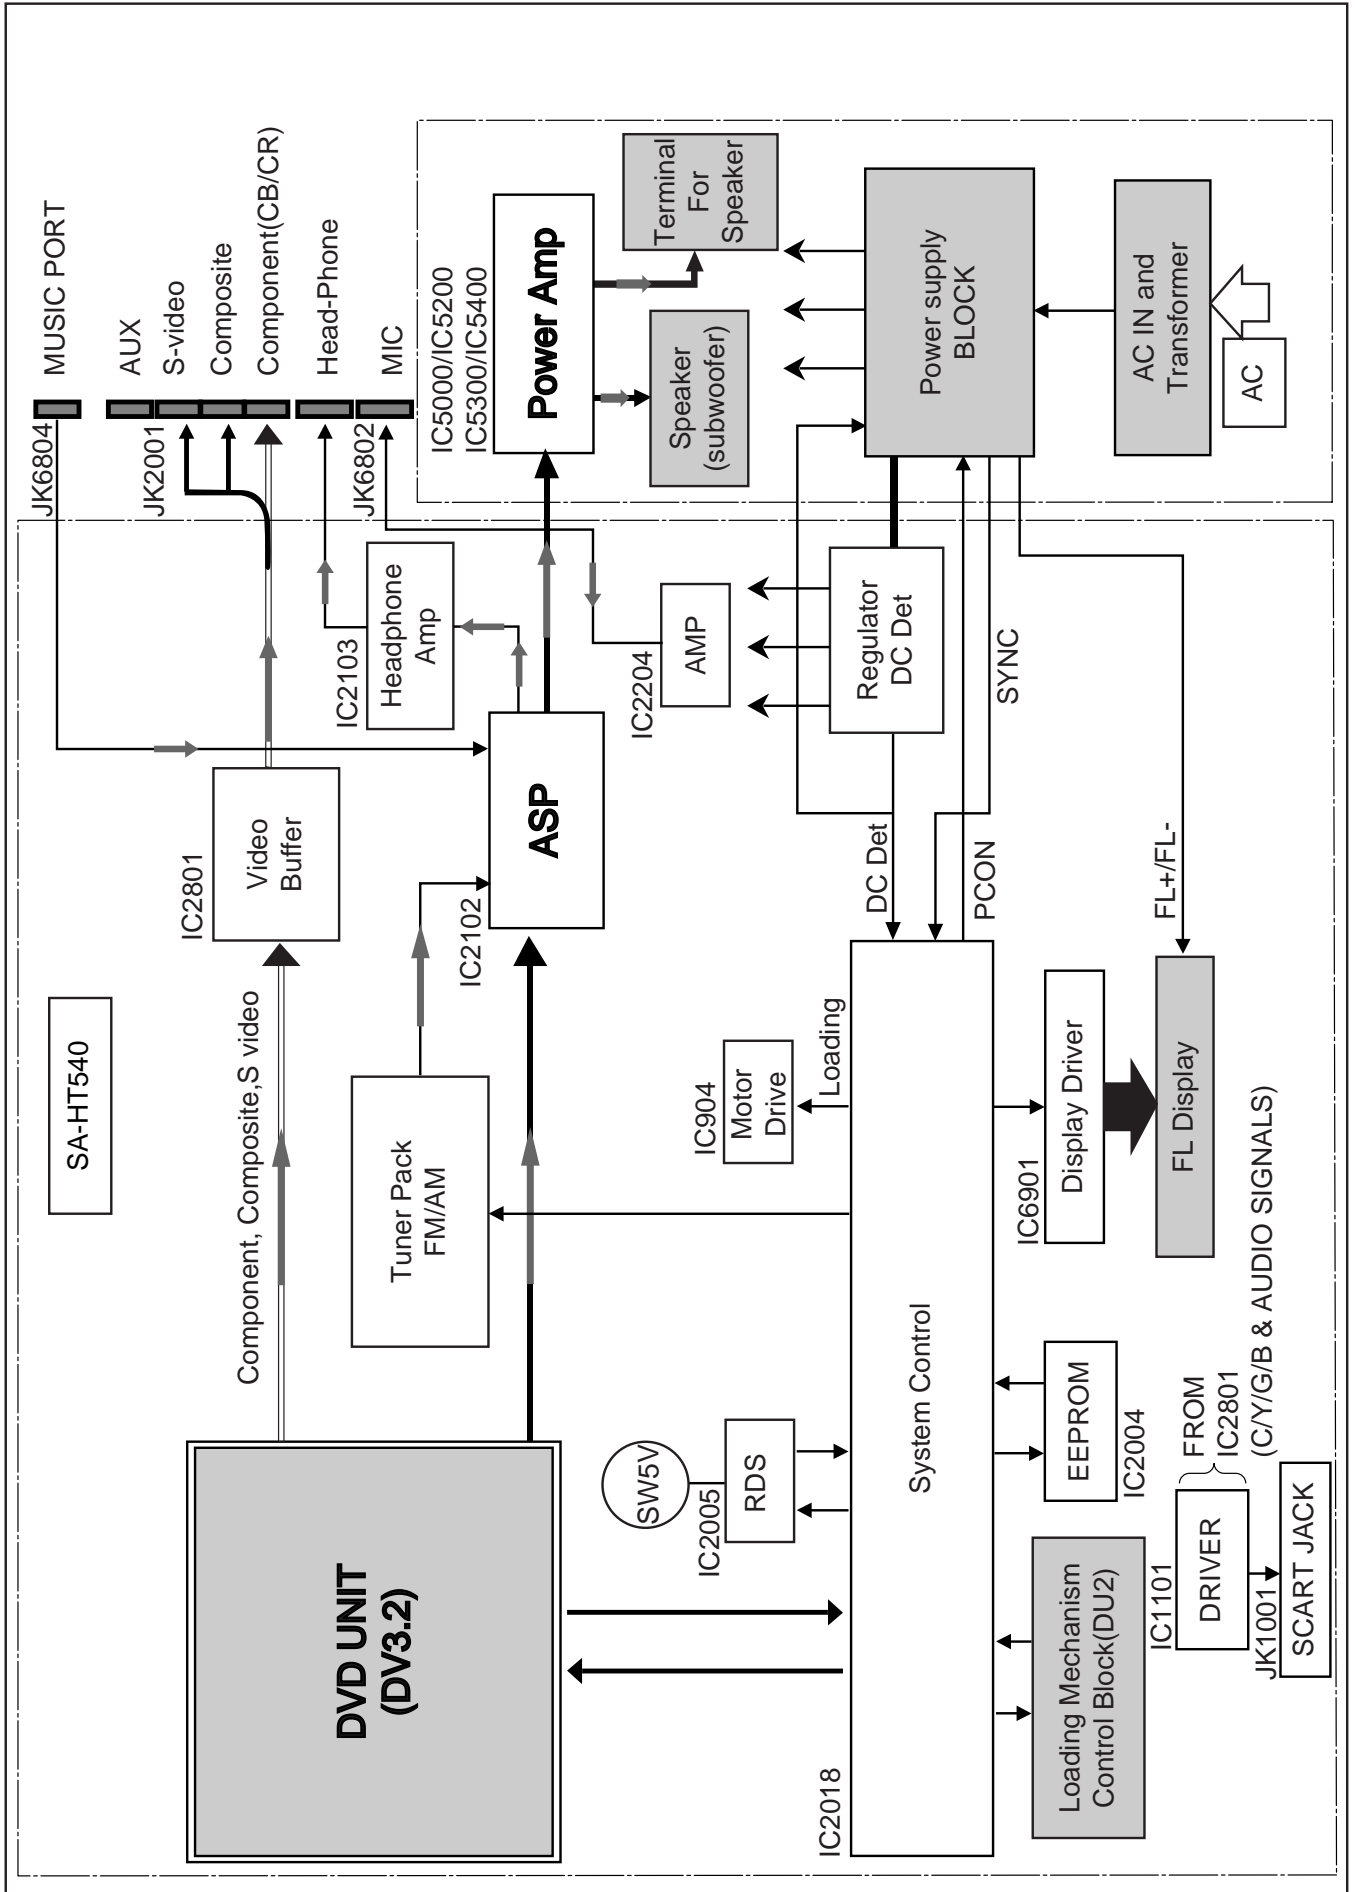 SA-HT540
DVD UNIT
(DV3.2)
Component, Composite,S video
IC2801
Video
Buffer
Tuner Pack
FM/AM
IC2102
ASP
IC2103
Headphone
Amp
JK6804
MUSIC PORT
JK2001
AUX
S-video
Composite
Component(CB/CR)
Head-Phone
JK6802
MIC
IC5000/IC5200
IC5300/IC5400
Power Amp
Terminal
For
Speaker
Speaker
(subwoofer)
IC2204
AMP
Regulator
DC Det
Power supply
BLOCK
AC IN and
Transformer
AC
DC Det
SYNC
PCON
FL+/FL-
SW5V
IC2005
RDS
IC904
Motor
Drive
Loading
IC2018
System Control
Loading Mechanism
Control Block(DU2)
EEPROM
IC2004
IC6901
Display Driver
FL Display
IC1101
DRIVER
FROM
IC2801
(C/Y/G/B & AUDIO SIGNALS)
JK1001
SCART JACK